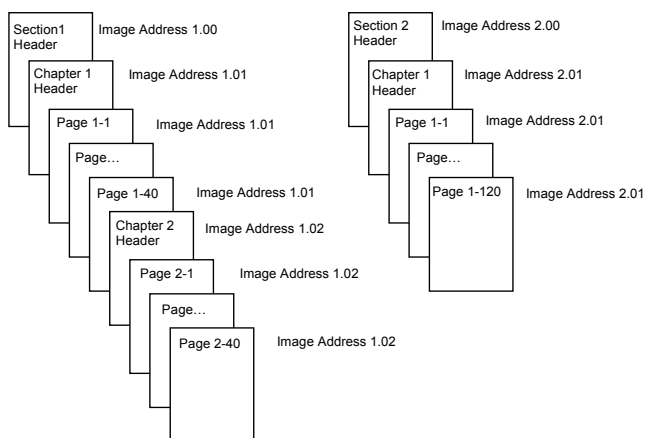 Section1
Header
Image Address 1.00
Chapter 1
Header
Image Address 1.01
Page 1-1
Image Address 1.01
Page…
Page 1-40
Image Address 1.01
Chapter 2
Header
Image Address 1.02
Page 2-1
Image Address 1.02
Page…
Page 2-40
Image Address 1.02
Section 2
Header
Image Address 2.00
Chapter 1
Header
Image Address 2.01
Page 1-1
Image Address 2.01
Page…
Page 1-120
Image Address 2.01